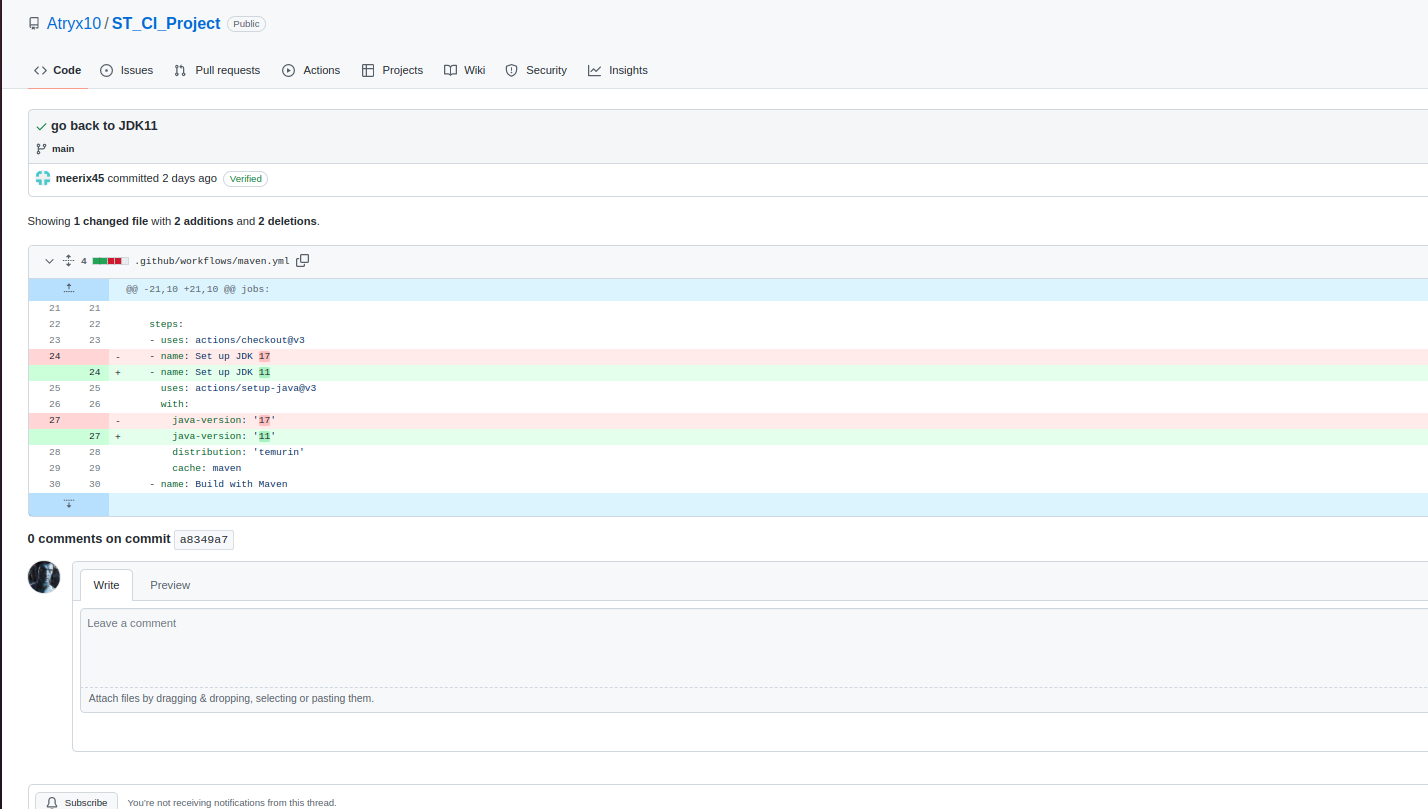 Atryx10 / ST_CI_Project Public
Code Issues Pull requests Actions Projects Wiki Security Insights
go back to JDK11
main
meerix45 committed 2 days ago Verified
Showing 1 changed file with 2 additions and 2 deletions.
4 .github/workflows/maven.yml
@@ -21,10 +21,10 @@ jobs:
21 21
22 22 steps:
23 23 - uses: actions/checkout@v3
24 - - name: Set up JDK 17
24 + - name: Set up JDK 11
25 25 uses: actions/setup-java@v3
26 26 with:
27 - java-version: '17'
27 + java-version: '11'
28 28 distribution: 'temurin'
29 29 cache: maven
30 30 - name: Build with Maven
0 comments on commit a8349a7
Write Preview
Leave a comment
Attach files by dragging & dropping, selecting or pasting them.
Subscribe You're not receiving notifications from this thread.